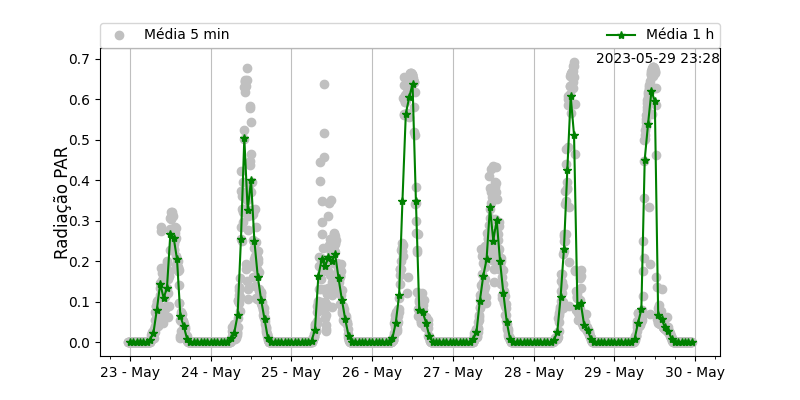 Média 5 min
Média 1 h
2023-05-29 23:28
Radiação PAR
0.7
0.6
0.5
0.4
0.3
0.2
0.1
0.0
23 - May
24 - May
25 - May
26 - May
27 - May
28 - May
29 - May
30 - May